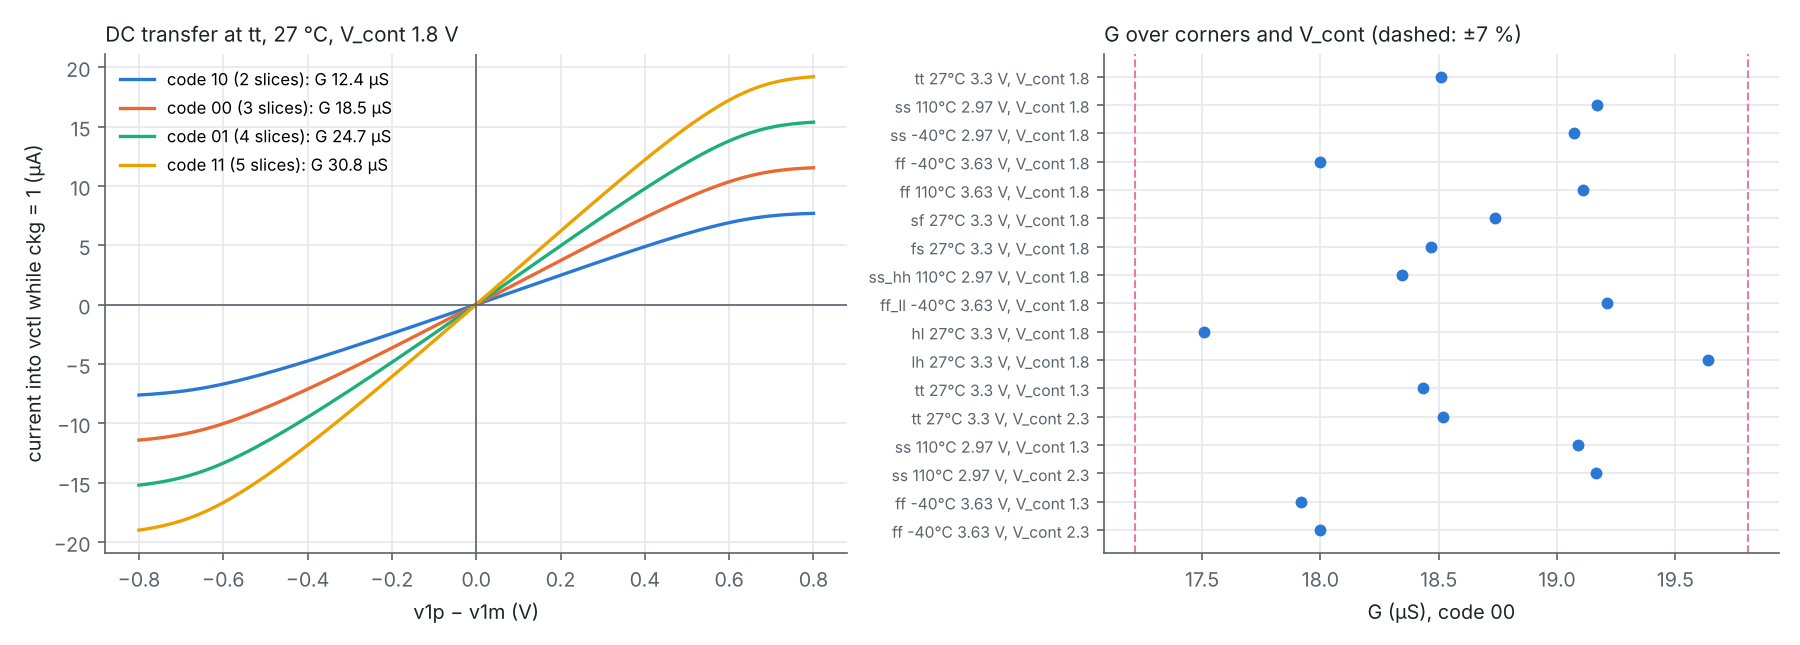 DC transfer at tt, 27 °C, V_cont 1.8 V
code 10 (2 slices): G 12.4 µS
code 00 (3 slices): G 18.5 µS
code 01 (4 slices): G 24.7 µS
code 11 (5 slices): G 30.8 µS
20
15
10
5
0
−5
−10
−15
−20
current into vctl while ckg = 1 (µA)
−0.8 −0.6 −0.4 −0.2 0.0 0.2 0.4 0.6 0.8
v1p − v1m (V)
G over corners and V_cont (dashed: ±7 %)
tt 27°C 3.3 V, V_cont 1.8
ss 110°C 2.97 V, V_cont 1.8
ss -40°C 2.97 V, V_cont 1.8
ff -40°C 3.63 V, V_cont 1.8
ff 110°C 3.63 V, V_cont 1.8
sf 27°C 3.3 V, V_cont 1.8
fs 27°C 3.3 V, V_cont 1.8
ss_hh 110°C 2.97 V, V_cont 1.8
ff_ll -40°C 3.63 V, V_cont 1.8
hl 27°C 3.3 V, V_cont 1.8
lh 27°C 3.3 V, V_cont 1.8
tt 27°C 3.3 V, V_cont 1.3
tt 27°C 3.3 V, V_cont 2.3
ss 110°C 2.97 V, V_cont 1.3
ss 110°C 2.97 V, V_cont 2.3
ff -40°C 3.63 V, V_cont 1.3
ff -40°C 3.63 V, V_cont 2.3
17.5 18.0 18.5 19.0 19.5
G (µS), code 00